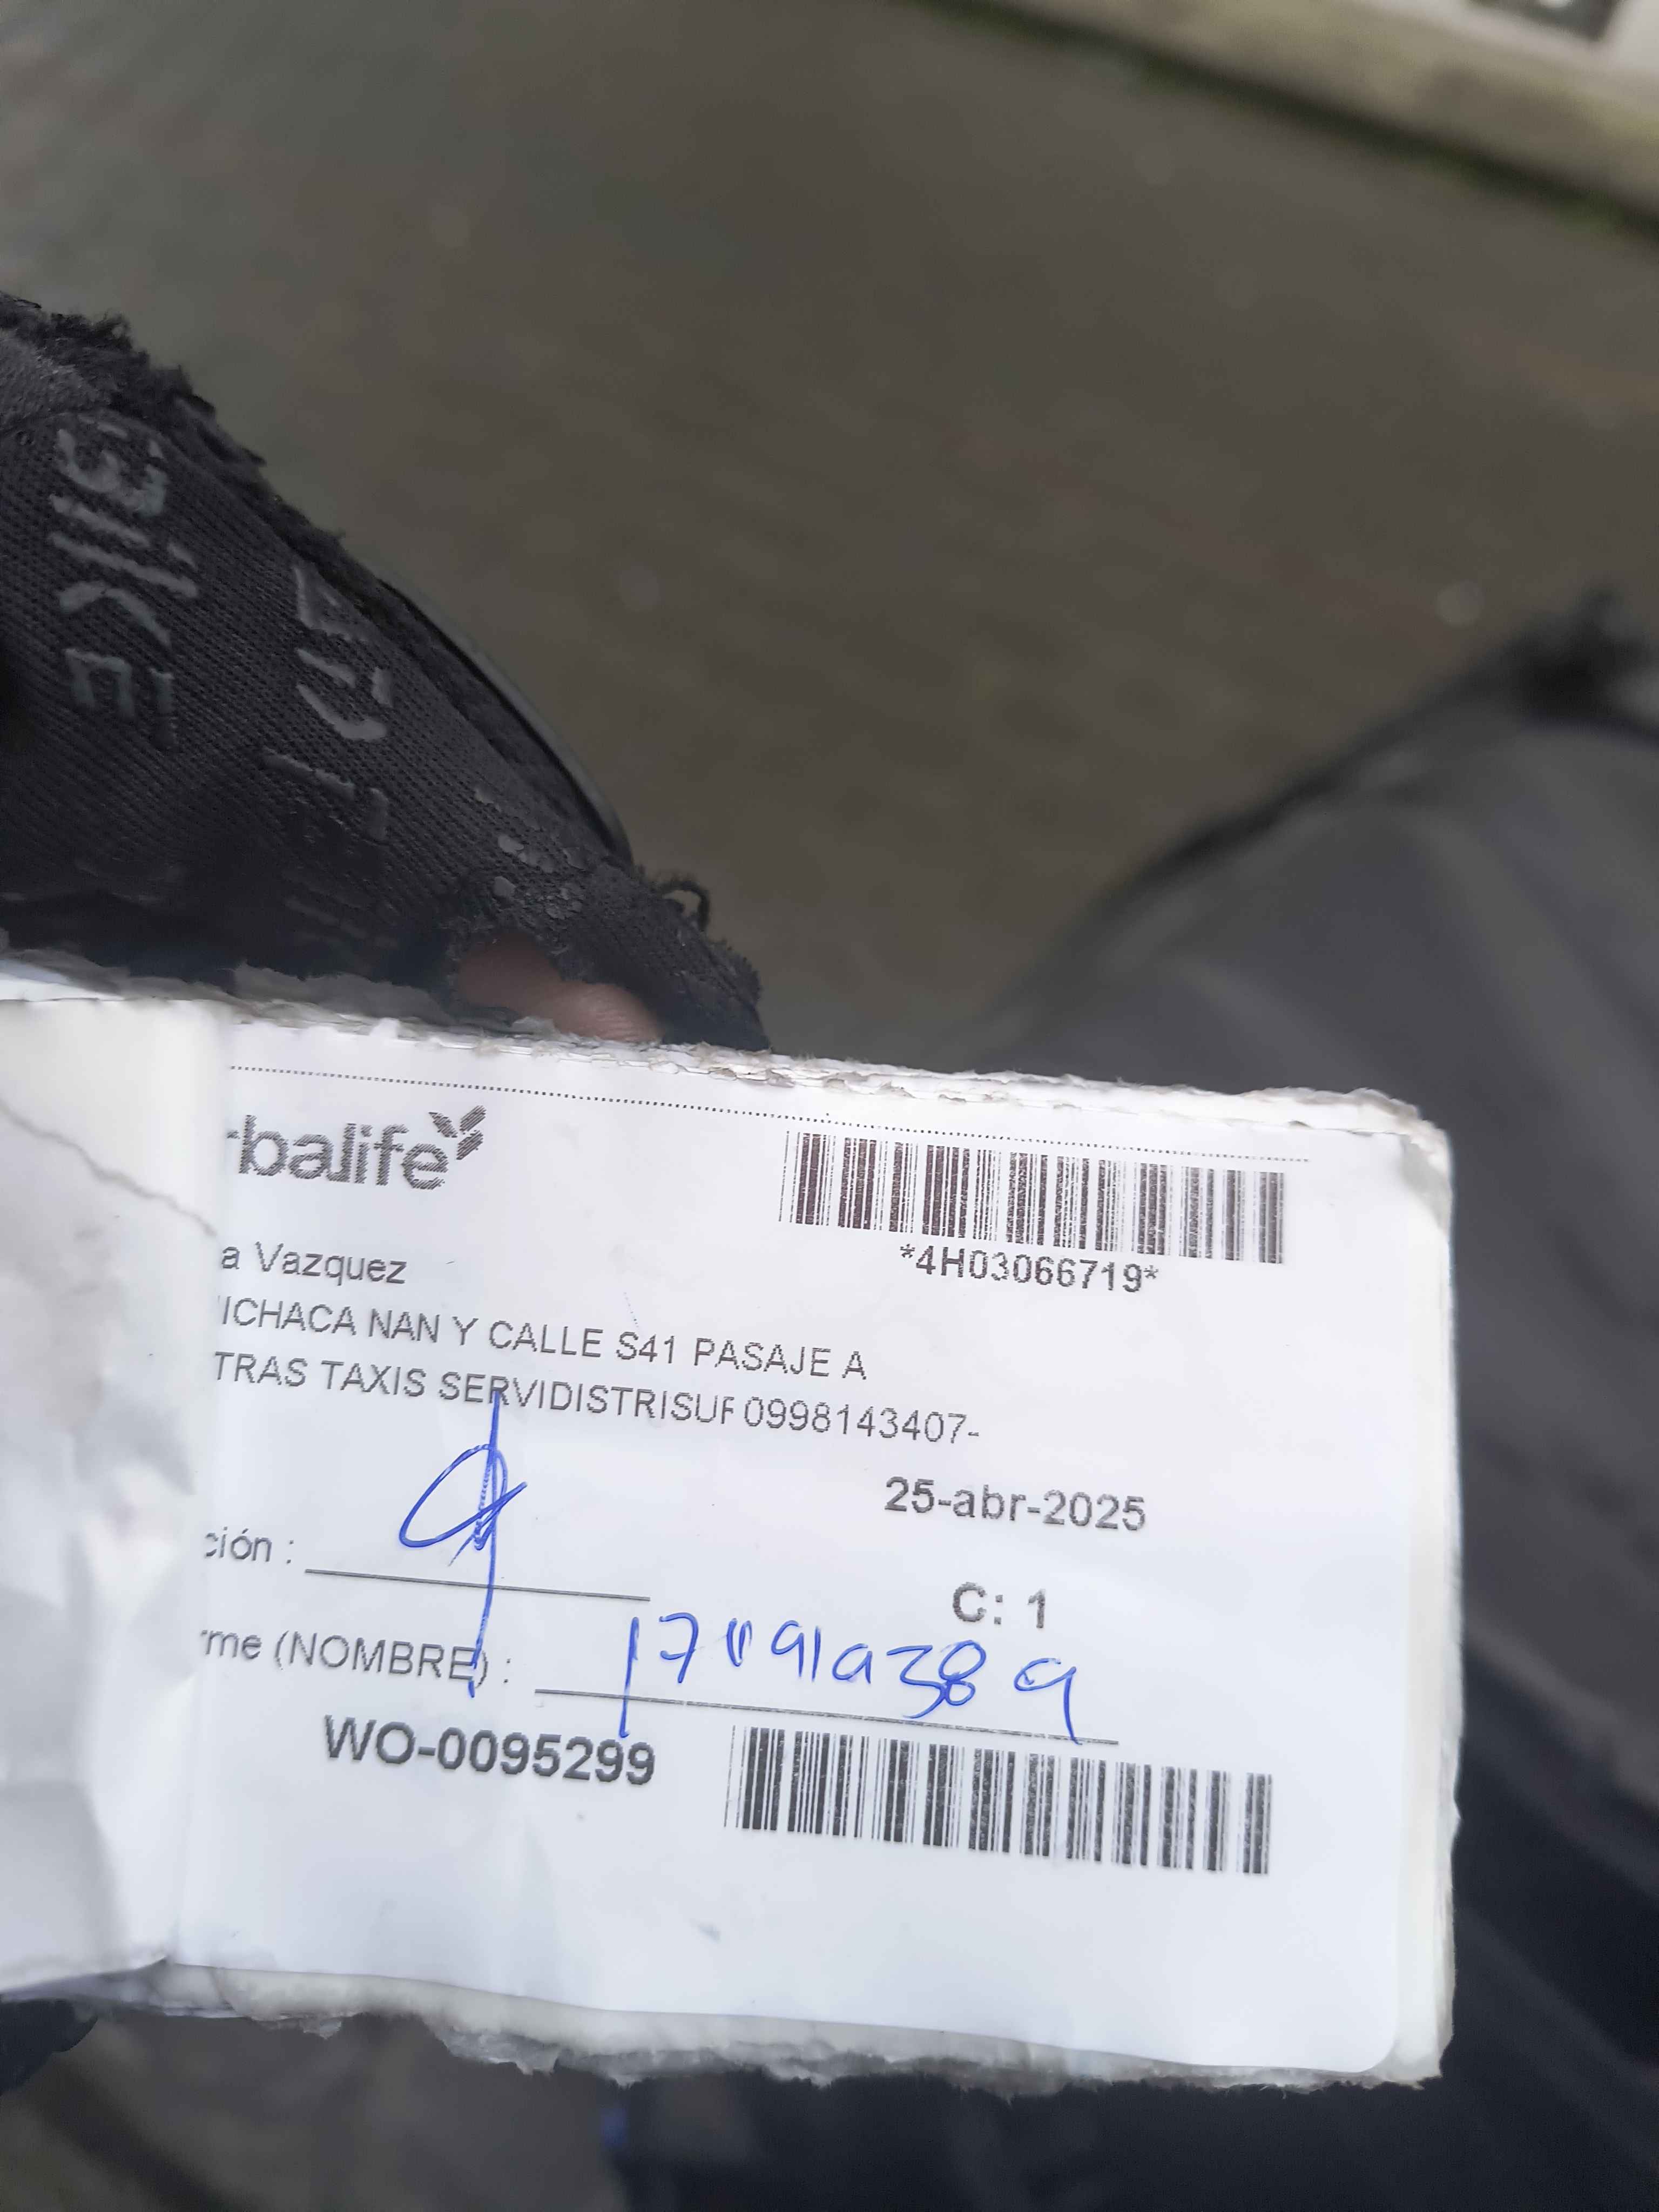 BIKE
balife
*4H03066719*
a Vazquez
ICHACA NAN Y CALLE S41 PASAJE A
TRAS TAXIS SERVIDISTRISUF 0998143407-
25-abr-2025
ción :
C: 1
rme (NOMBRE) :
WO-0095299